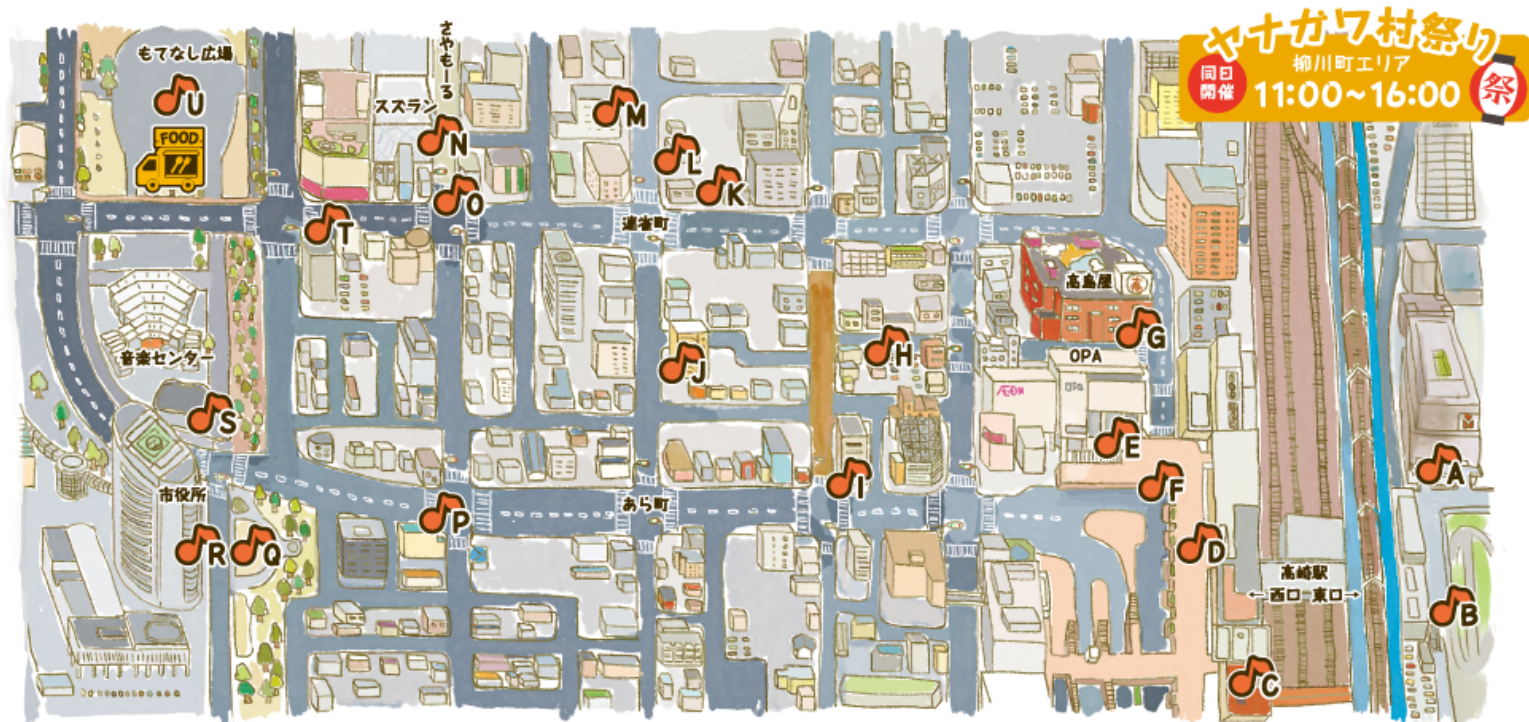 ヤナガワ村祭り
柳川町エリア
同日
開催
11:00~16:00
祭
さやもーる
もてなし広場
U
FOOD
スズラン
N
M
L
K
O
T
連雀町
高島屋
音楽センター
J
H
G
OPA
OPA
AEON
S
E
A
市役所
P
あら町
I
F
R
Q
D
高崎駅
←西口 東口→
B
C